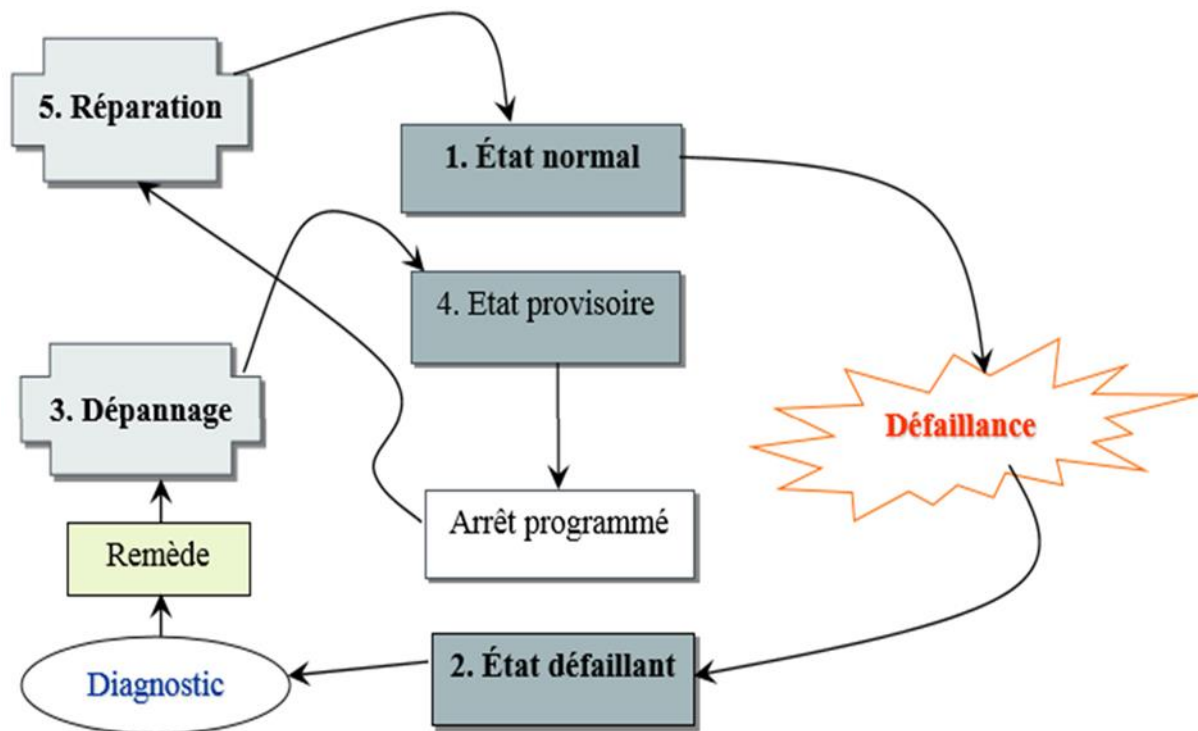 5. Réparation
1. État normal
4. Etat provisoire
3. Dépannage
Défaillance
Arrêt programmé
Remède
2. État défaillant
Diagnostic